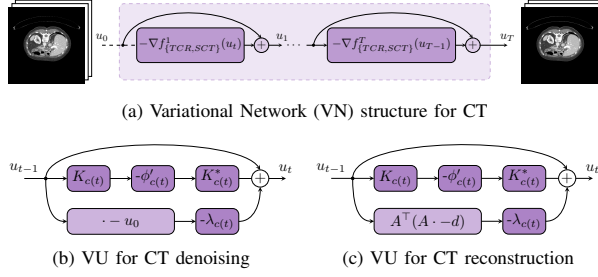 u_0 -∇f^1_{TCR,SCT}(u_t) + u_1 ... -∇f^T_{TCR,SCT}(u_{T-1}) + u_T
(a) Variational Network (VN) structure for CT
u_{t-1} K_{c(t)} -ϕ'_{c(t)} K^*_{c(t)} + u_t
· - u_0 -λ_{c(t)}
(b) VU for CT denoising
u_{t-1} K_{c(t)} -ϕ'_{c(t)} K^*_{c(t)} + u_t
A^⊤(A · -d) -λ_{c(t)}
(c) VU for CT reconstruction